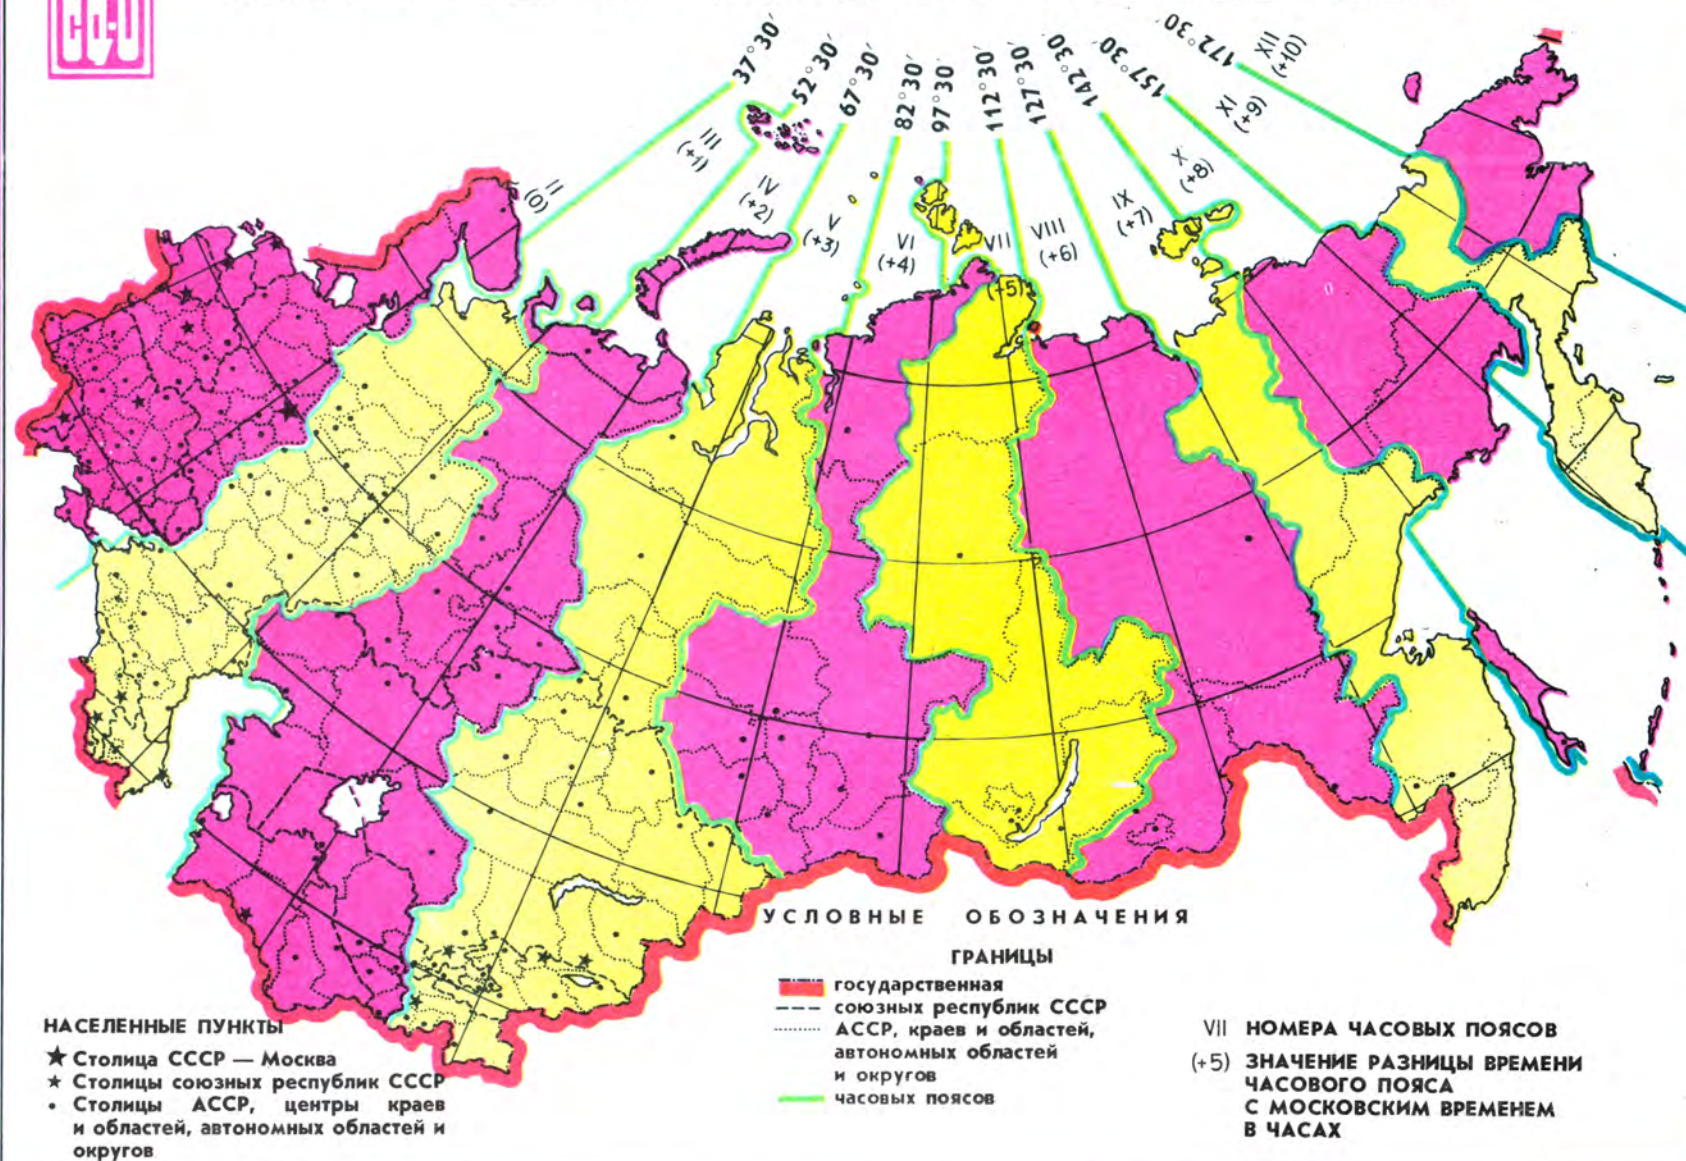 37°30′
52°30′
67°30′
82°30′
97°30′
112°30′
127°30′
142°30′
157°30′
172°30′
II
(0)
III
(+1)
IV
(+2)
V
(+3)
VI
(+4)
VII
(+5)
VIII
(+6)
IX
(+7)
X
(+8)
XI
(+9)
XII
(+10)
УСЛОВНЫЕ ОБОЗНАЧЕНИЯ
ГРАНИЦЫ
государственная
союзных республик СССР
АССР, краев и областей,
автономных областей
и округов
часовых поясов
НАСЕЛЕННЫЕ ПУНКТЫ
Столица СССР — Москва
Столицы союзных республик СССР
Столицы АССР, центры краев
и областей, автономных областей и
округов
VII НОМЕРА ЧАСОВЫХ ПОЯСОВ
(+5) ЗНАЧЕНИЕ РАЗНИЦЫ ВРЕМЕНИ
ЧАСОВОГО ПОЯСА
С МОСКОВСКИМ ВРЕМЕНЕМ
В ЧАСАХ